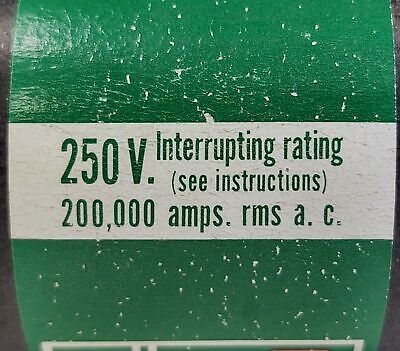 250 V. Interrupting rating
(see instructions)
200,000 amps. rms a. c.